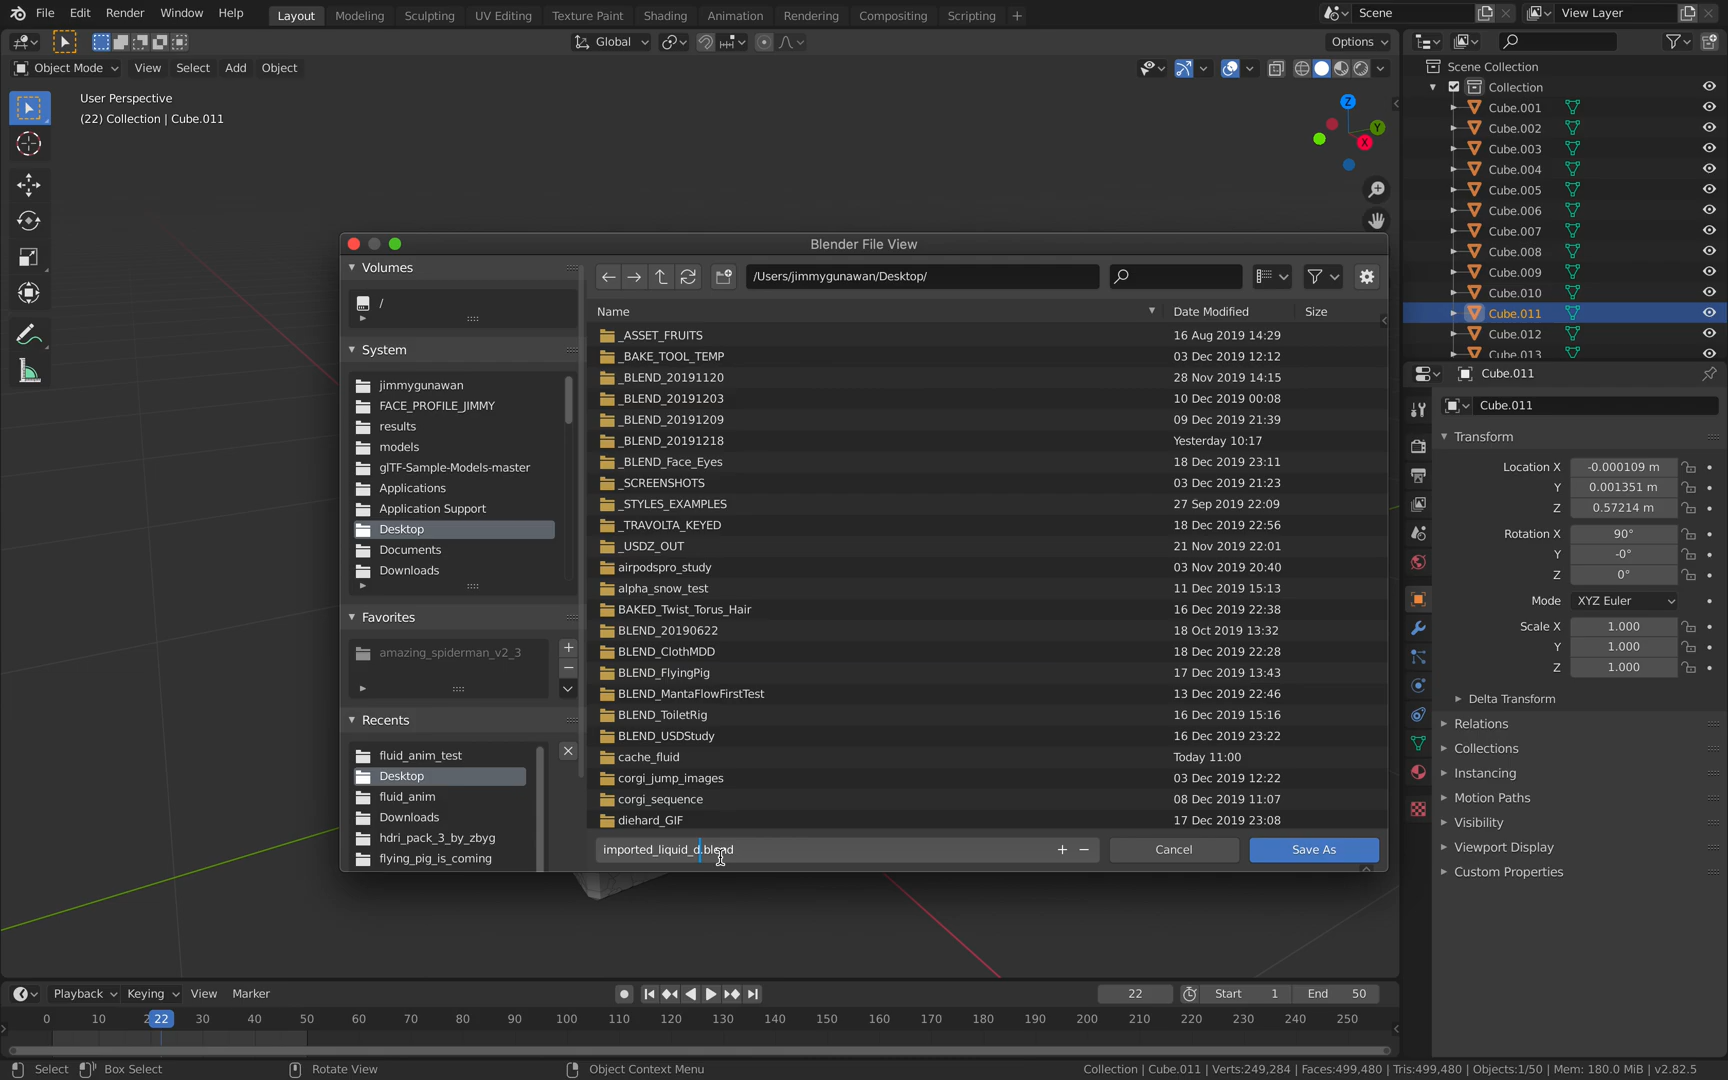 File Edit Render Window Help Layout Modeling Sculpting UV Editing Texture Paint Shading Animation Rendering Compositing Scripting + Scene View Layer
Global Options
Object Mode View Select Add Object
User Perspective
(22) Collection | Cube.011
Z
Y
X
Scene Collection
Collection
Cube.001
Cube.002
Cube.003
Cube.004
Cube.005
Cube.006
Cube.007
Cube.008
Cube.009
Cube.010
Cube.011
Cube.012
Cube.013
Blender File View
Volumes
/
System
jimmygunawan
FACE_PROFILE_JIMMY
results
models
glTF-Sample-Models-master
Applications
Application Support
Desktop
Documents
Downloads
Favorites
amazing_spiderman_v2_3
Recents
fluid_anim_test
Desktop
fluid_anim
Downloads
hdri_pack_3_by_zbyg
flying_pig_is_coming
/Users/jimmygunawan/Desktop/
Name Date Modified Size
_ASSET_FRUITS 16 Aug 2019 14:29
_BAKE_TOOL_TEMP 03 Dec 2019 12:12
_BLEND_20191120 28 Nov 2019 14:15
_BLEND_20191203 10 Dec 2019 00:08
_BLEND_20191209 09 Dec 2019 21:39
_BLEND_20191218 Yesterday 10:17
_BLEND_Face_Eyes 18 Dec 2019 23:11
_SCREENSHOTS 03 Dec 2019 21:23
_STYLES_EXAMPLES 27 Sep 2019 22:09
_TRAVOLTA_KEYED 18 Dec 2019 22:56
_USDZ_OUT 21 Nov 2019 22:01
airpodspro_study 03 Nov 2019 20:40
alpha_snow_test 11 Dec 2019 15:13
BAKED_Twist_Torus_Hair 16 Dec 2019 22:38
BLEND_20190622 18 Oct 2019 13:32
BLEND_ClothMDD 18 Dec 2019 22:28
BLEND_FlyingPig 17 Dec 2019 13:43
BLEND_MantaFlowFirstTest 13 Dec 2019 22:46
BLEND_ToiletRig 16 Dec 2019 15:16
BLEND_USDStudy 16 Dec 2019 23:22
cache_fluid Today 11:00
corgi_jump_images 03 Dec 2019 12:22
corgi_sequence 08 Dec 2019 11:07
diehard_GIF 17 Dec 2019 23:08
imported_liquid_d.blend + − Cancel Save As
Cube.011
Cube.011
Transform
Location X -0.000109 m
Y 0.001351 m
Z 0.57214 m
Rotation X 90°
Y -0°
Z 0°
Mode XYZ Euler
Scale X 1.000
Y 1.000
Z 1.000
Delta Transform
Relations
Collections
Instancing
Motion Paths
Visibility
Viewport Display
Custom Properties
Playback Keying View Marker 22 Start 1 End 50
0 10 2 22 30 40 50 60 70 80 90 100 110 120 130 140 150 160 170 180 190 200 210 220 230 240 250
Select Box Select Rotate View Object Context Menu Collection | Cube.011 | Verts:249,284 | Faces:499,480 | Tris:499,480 | Objects:1/50 | Mem: 180.0 MiB | v2.82.5